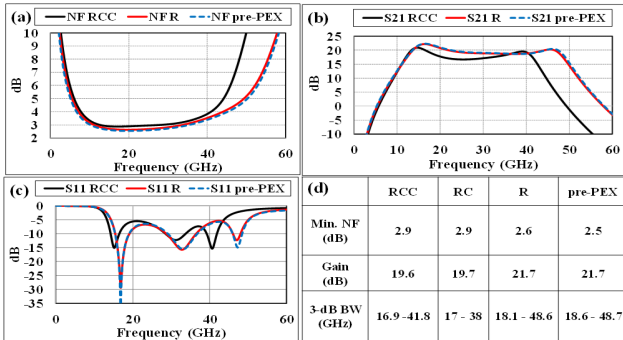 (a)
NF RCC NF R NF pre-PEX
10
9
8
7
6
5
4
3
2
dB
0 20 40 60
Frequency (GHz)
(b)
S21 RCC S21 R S21 pre-PEX
25
20
15
10
5
0
-5
-10
dB
0 10 20 30 40 50 60
Frequency (GHz)
(c)
S11 RCC S11 R S11 pre-PEX
0
-5
-10
-15
-20
-25
-30
-35
dB
0 20 40 60
Frequency (GHz)
(d)
RCC RC R pre-PEX
Min. NF (dB) 2.9 2.9 2.6 2.5
Gain (dB) 19.6 19.7 21.7 21.7
3-dB BW (GHz) 16.9 -41.8 17 - 38 18.1 - 48.6 18.6 - 48.7